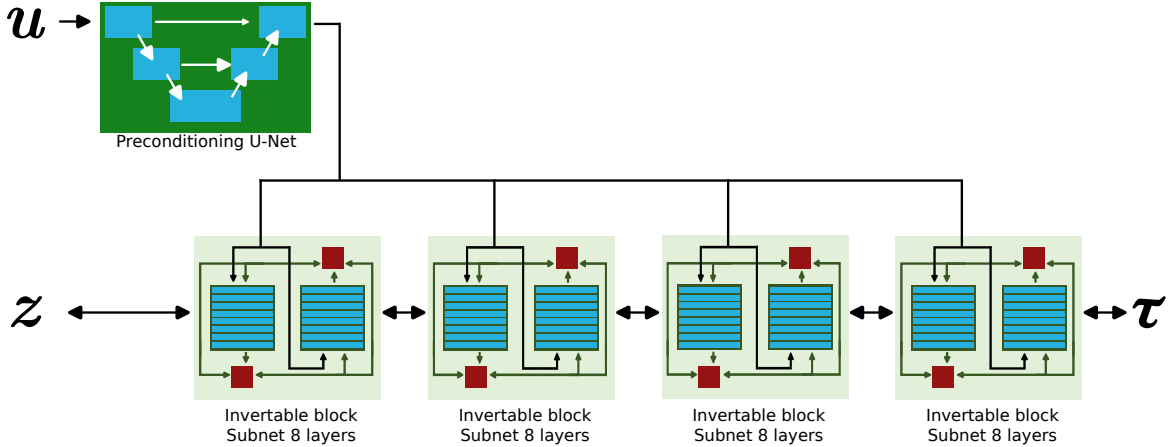 u
Preconditioning U-Net
z
τ
Invertable block
Subnet 8 layers
Invertable block
Subnet 8 layers
Invertable block
Subnet 8 layers
Invertable block
Subnet 8 layers